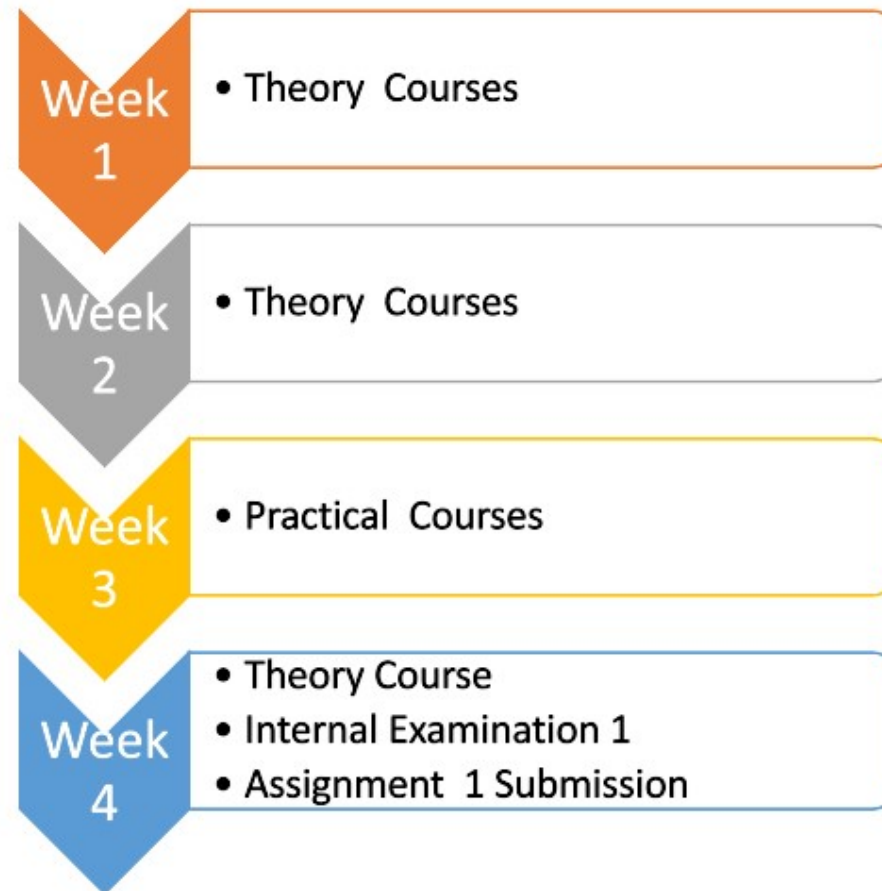 Week
1
• Theory Courses
Week
2
• Theory Courses
Week
3
• Practical Courses
Week
4
• Theory Course
• Internal Examination 1
• Assignment 1 Submission